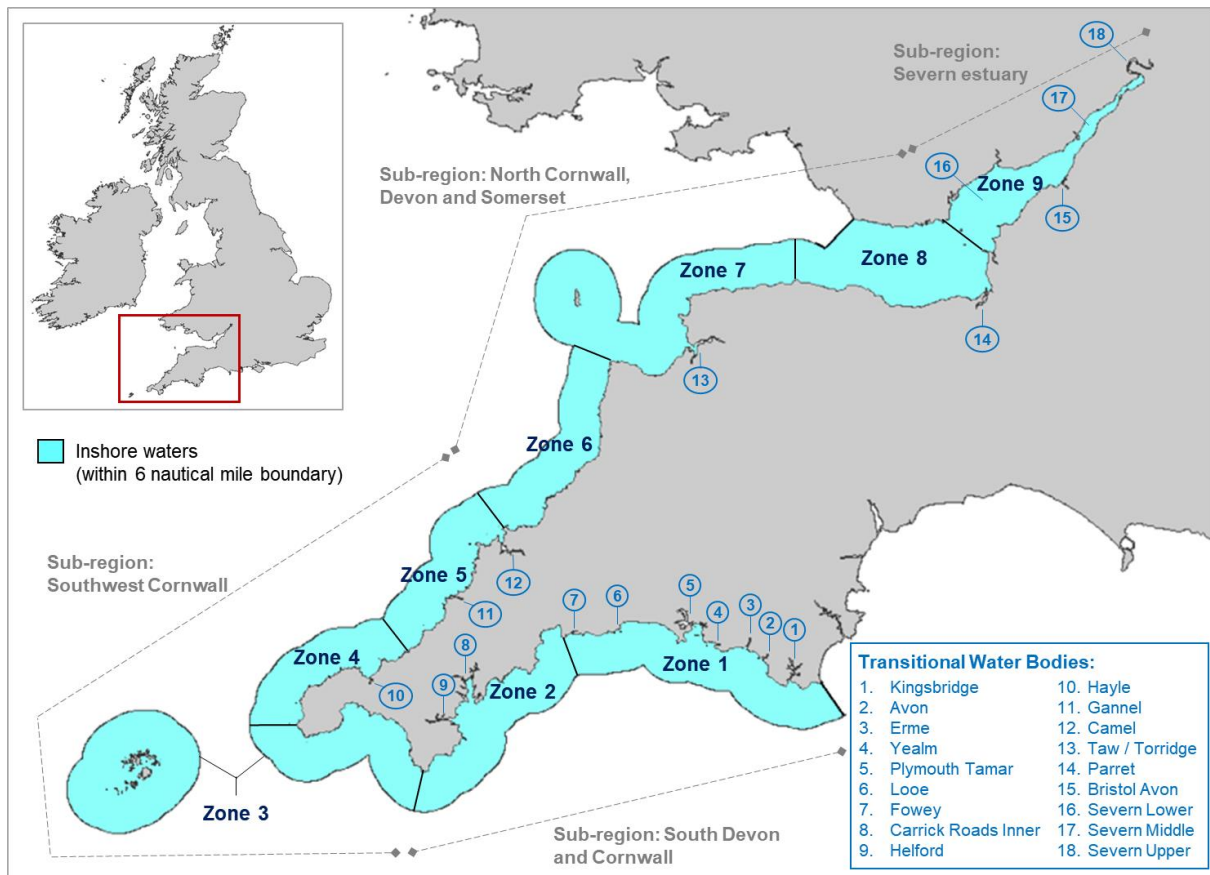 Sub-region:
Severn estuary
18
17
Sub-region: North Cornwall,
Devon and Somerset
16
Zone 9
15
Zone 7
Zone 8
14
13
Zone 6
Inshore waters
(within 6 nautical mile boundary)
Sub-region:
Southwest Cornwall
Zone 5
12
11
7
6
5
4
3
2
1
Zone 4
10
8
9
Zone 2
Zone 1
Zone 3
Sub-region: South Devon
and Cornwall
Transitional Water Bodies:
1. Kingsbridge
2. Avon
3. Erme
4. Yealm
5. Plymouth Tamar
6. Looe
7. Fowey
8. Carrick Roads Inner
9. Helford
10. Hayle
11. Gannel
12. Camel
13. Taw / Torridge
14. Parret
15. Bristol Avon
16. Severn Lower
17. Severn Middle
18. Severn Upper